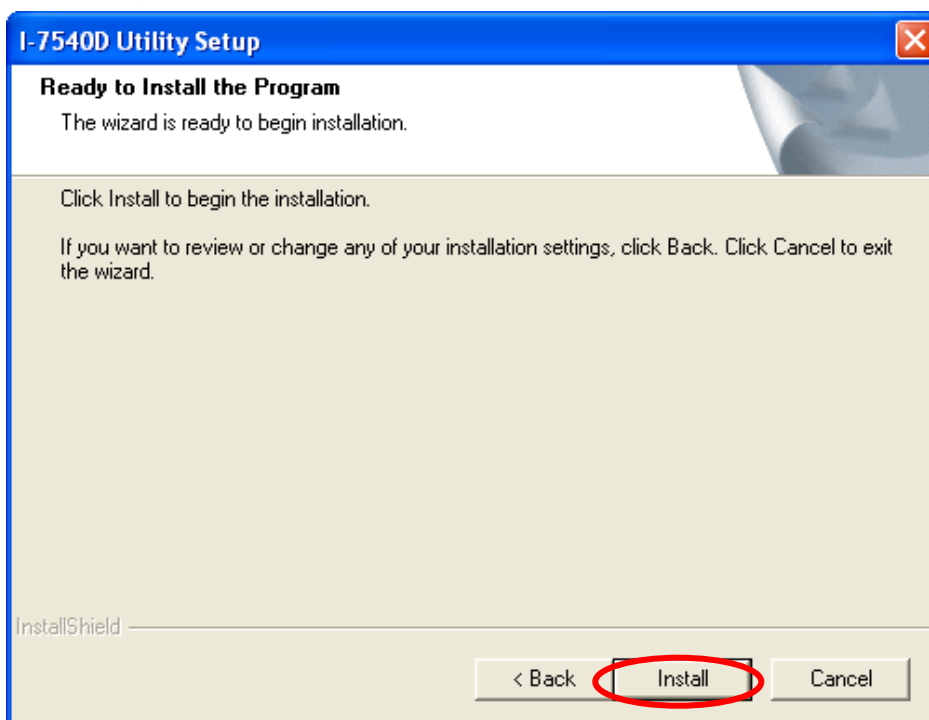 I-7540D Utility Setup
Ready to Install the Program
The wizard is ready to begin installation.
Click Install to begin the installation.
If you want to review or change any of your installation settings, click Back. Click Cancel to exit
the wizard.
InstallShield
< Back
Install
Cancel